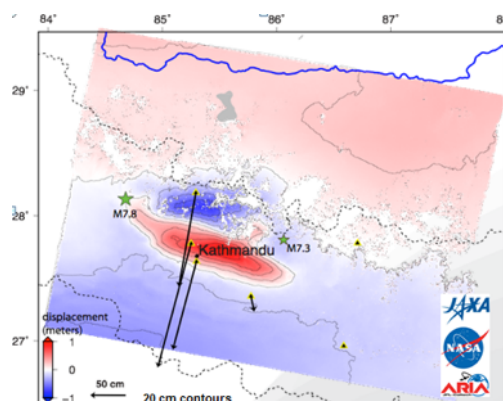 84° 85° 86° 87°
29°
M7.8
28°
M7.3
Kathmandu
displacement
(meters)
1
0
-1
27°
50 cm
20 cm contours
JAXA
NASA
ARIA